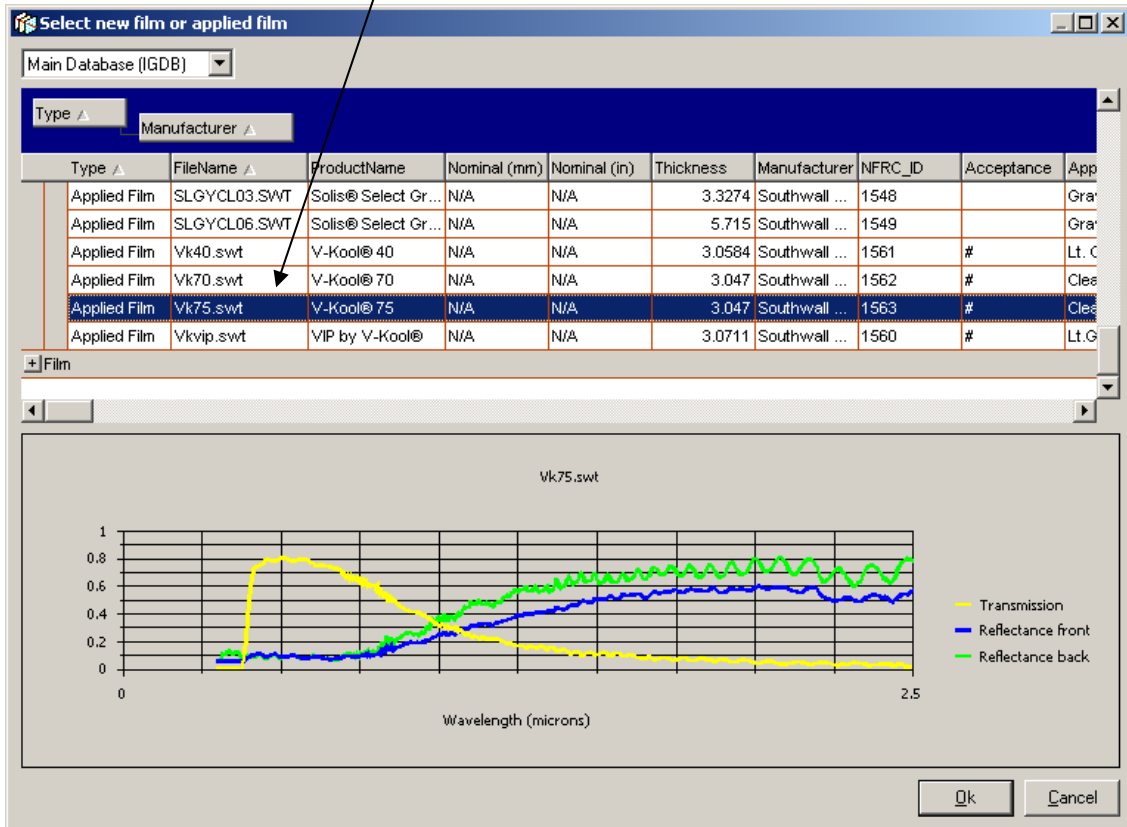 Select new film or applied film
Main Database (IGDB)
Type
Manufacturer
Type FileName ProductName Nominal (mm) Nominal (in) Thickness Manufacturer NFRC_ID Acceptance App
Applied Film SLGYCL03.SWT Solis® Select Gr... N/A N/A 3.3274 Southwall ... 1548 Gra
Applied Film SLGYCL06.SWT Solis® Select Gr... N/A N/A 5.715 Southwall ... 1549 Gra
Applied Film Vk40.swt V-Kool® 40 N/A N/A 3.0584 Southwall ... 1561 # Lt. C
Applied Film Vk70.swt V-Kool® 70 N/A N/A 3.047 Southwall ... 1562 # Clea
Applied Film Vk75.swt V-Kool® 75 N/A N/A 3.047 Southwall ... 1563 # Clea
Applied Film Vkvip.swt VIP by V-Kool® N/A N/A 3.0711 Southwall ... 1560 # Lt.G
+ Film
Vk75.swt
1
0.8
0.6
0.4
0.2
0
0 2.5
Wavelength (microns)
Transmission
Reflectance front
Reflectance back
Ok Cancel